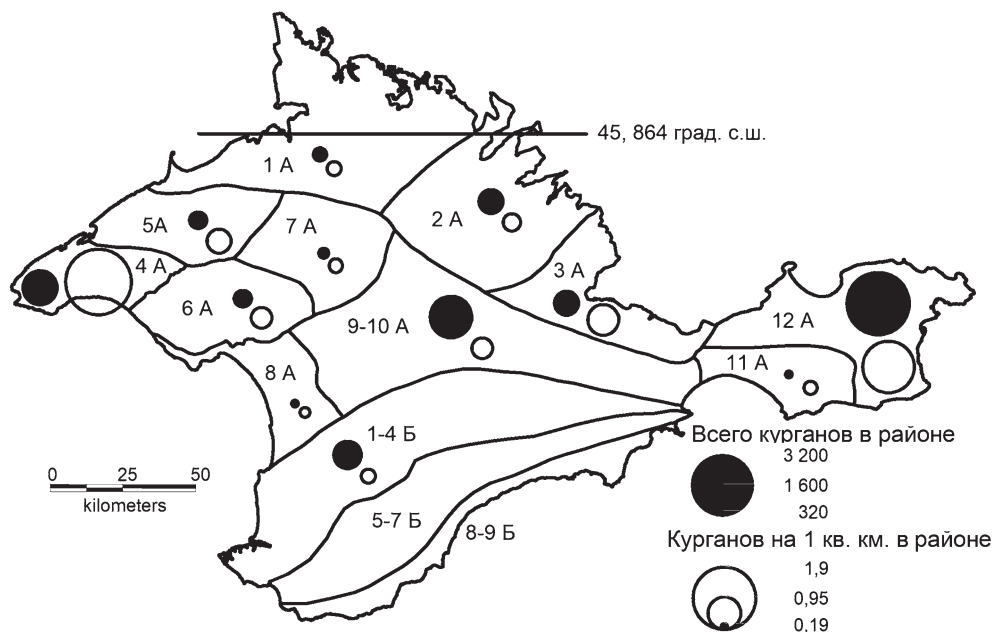 45, 864 град. с.ш.
1 А
2 А
5А
7 А
4 А
3 А
6 А
9-10 А
12 А
11 А
8 А
1-4 Б
5-7 Б
8-9 Б
0 25 50
kilometers
Всего курганов в районе
3 200
1 600
320
Курганов на 1 кв. км. в районе
1,9
0,95
0,19